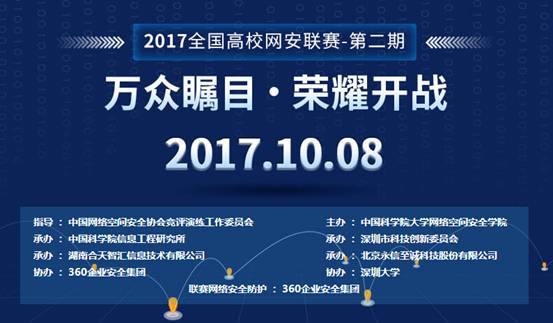 2017全国高校网安联赛-第二期
万众瞩目·荣耀开战
2017.10.08
指导 ： 中国网络空间安全协会竞评演练工作委员会
主办 ： 中国科学院大学网络空间安全学院
承办 ： 中国科学院信息工程研究所
承办 ： 深圳市科技创新委员会
承办 ： 湖南合天智汇信息技术有限公司
承办 ： 北京永信至诚科技股份有限公司
协办 ： 360企业安全集团
协办 ： 深圳大学
联赛网络安全防护 ： 360企业安全集团